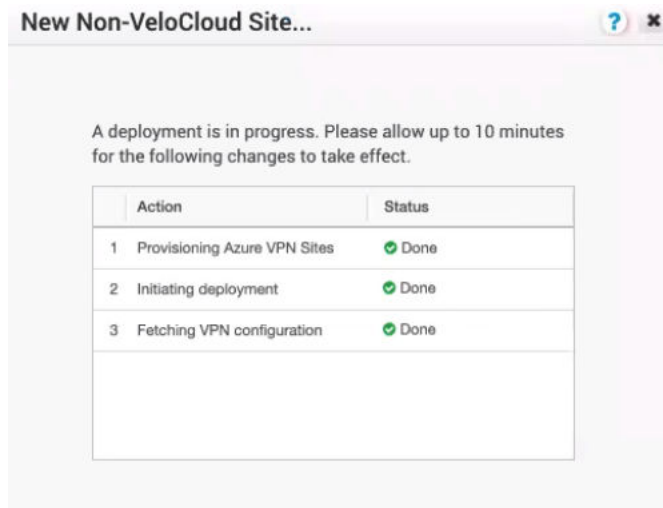 New Non-VeloCloud Site...
?
A deployment is in progress. Please allow up to 10 minutes
for the following changes to take effect.
Action Status
1 Provisioning Azure VPN Sites Done
2 Initiating deployment Done
3 Fetching VPN configuration Done